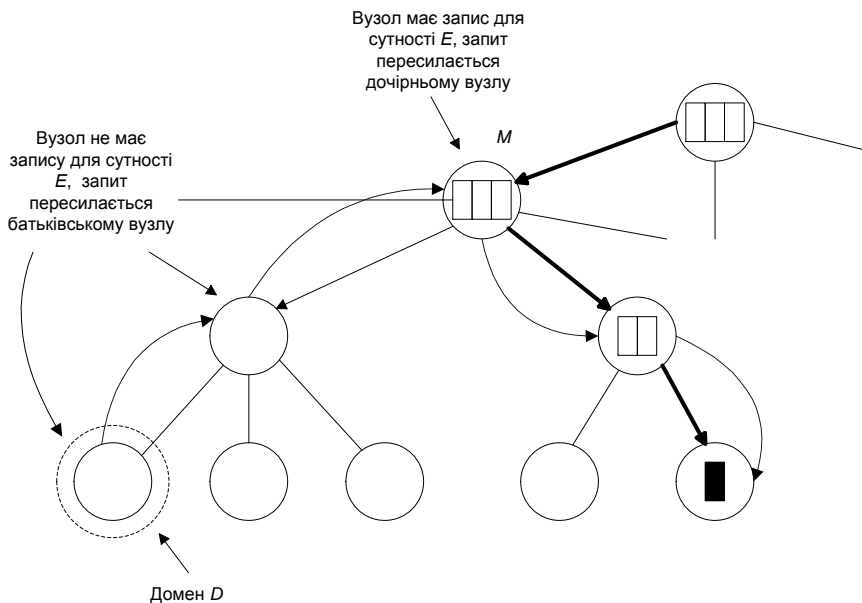 Вузол має запис для
сутності E, запит
пересилається
дочірньому вузлу
M
Вузол не має
запису для сутності
E, запит
пересилається
батьківському вузлу
Домен D